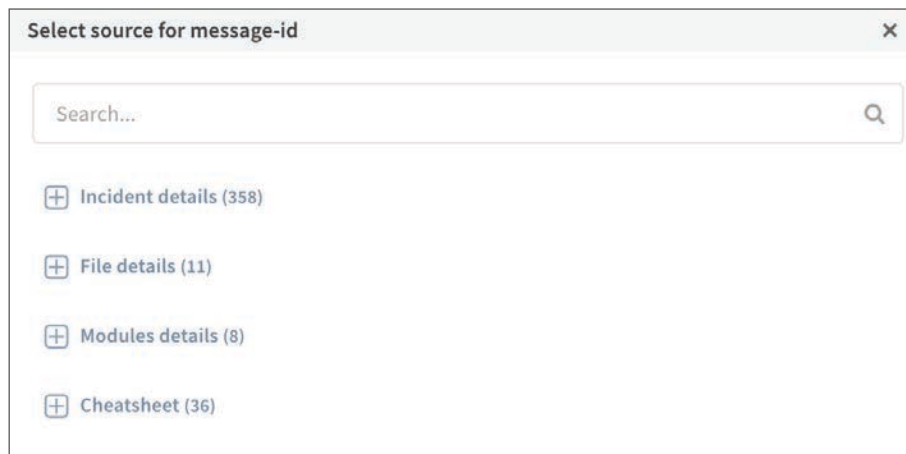 Select source for message-id
Search...
Incident details (358)
File details (11)
Modules details (8)
Cheatsheet (36)